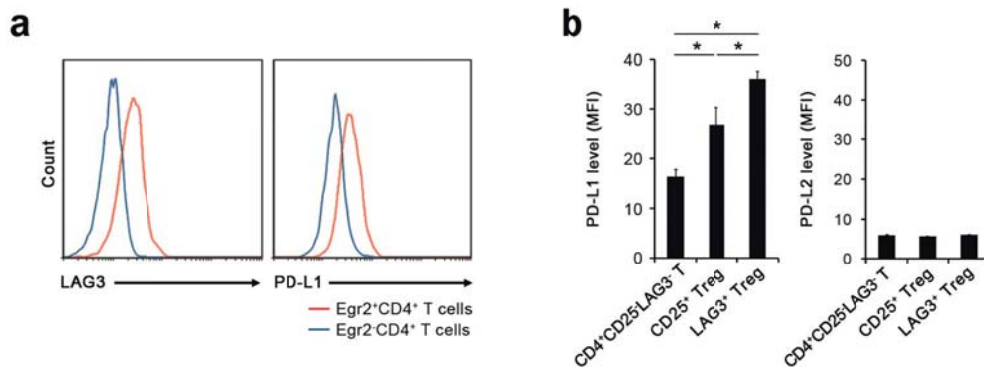 a
Count
LAG3
PD-L1
Egr2⁺CD4⁺ T cells
Egr2⁻CD4⁺ T cells
b
* 
* *
PD-L1 level (MFI)
40
30
20
10
0
CD4⁺CD25⁻LAG3⁻ T
CD25⁺ Treg
LAG3⁺ Treg
PD-L2 level (MFI)
50
40
30
20
10
0
CD4⁺CD25⁻LAG3⁻ T
CD25⁺ Treg
LAG3⁺ Treg